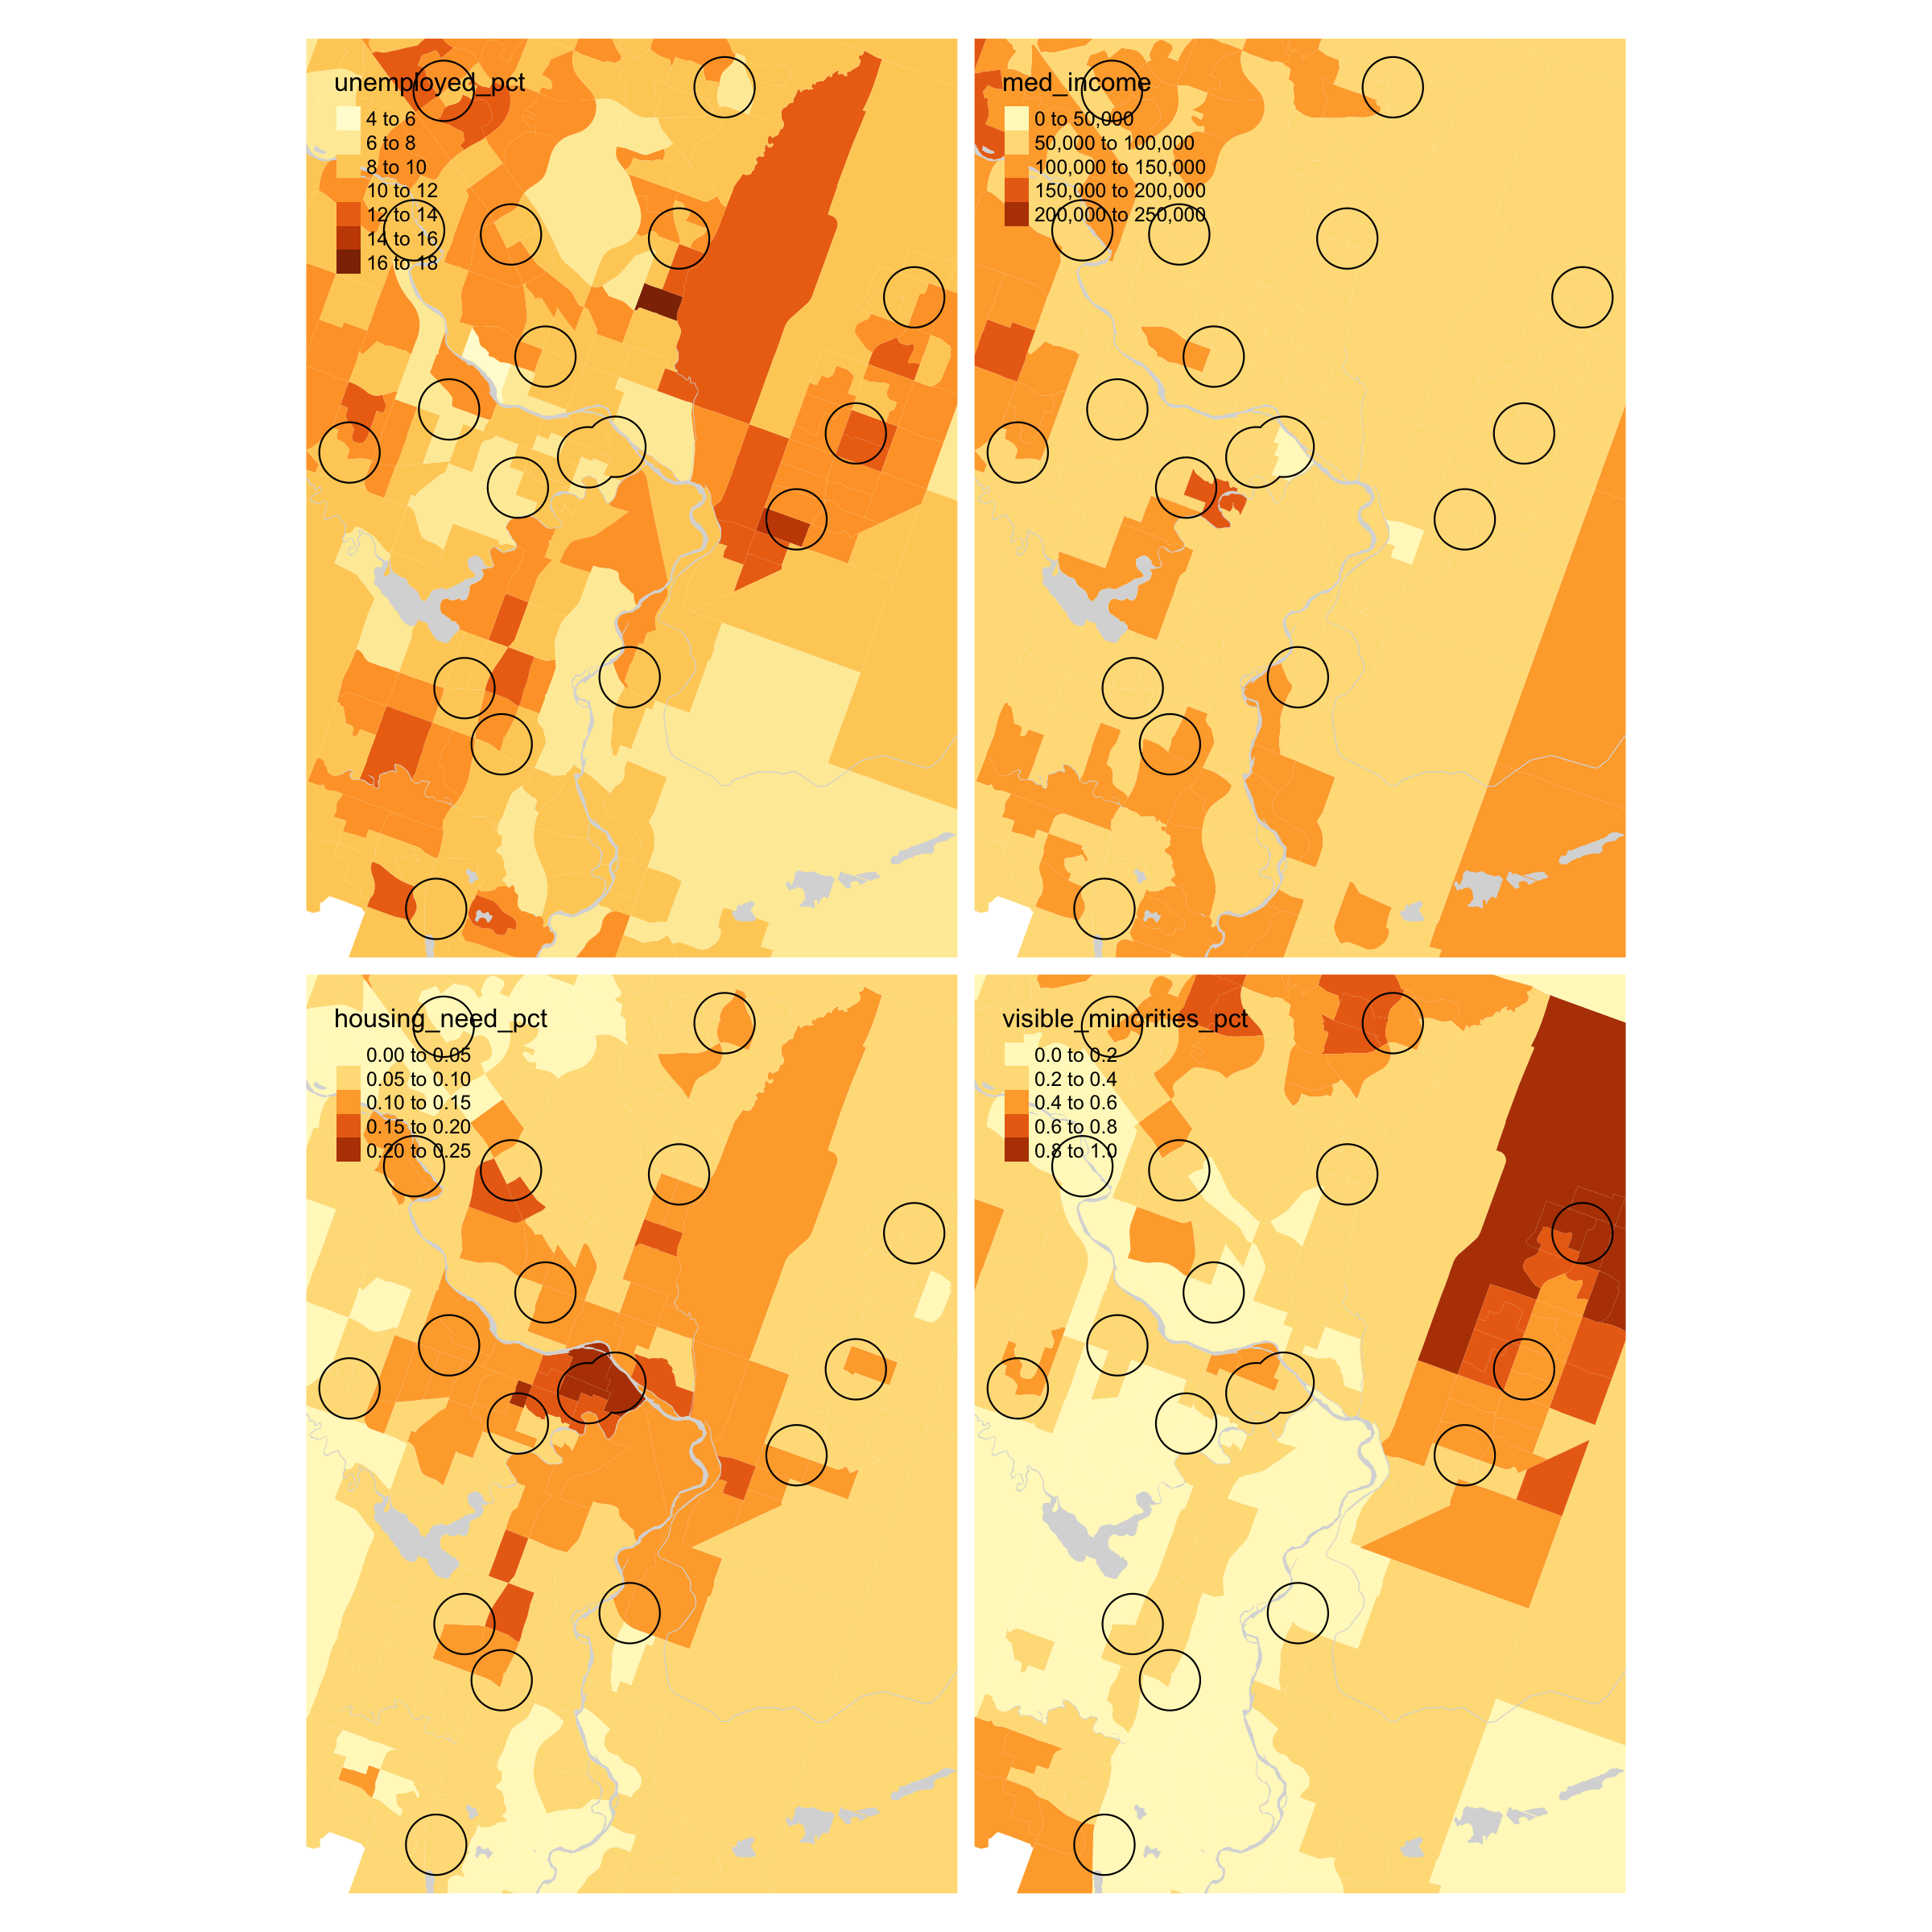 unemployed_pct
4 to 6
6 to 8
8 to 10
10 to 12
12 to 14
14 to 16
16 to 18
med_income
0 to 50,000
50,000 to 100,000
100,000 to 150,000
150,000 to 200,000
200,000 to 250,000
housing_need_pct
0.00 to 0.05
0.05 to 0.10
0.10 to 0.15
0.15 to 0.20
0.20 to 0.25
visible_minorities_pct
0.0 to 0.2
0.2 to 0.4
0.4 to 0.6
0.6 to 0.8
0.8 to 1.0